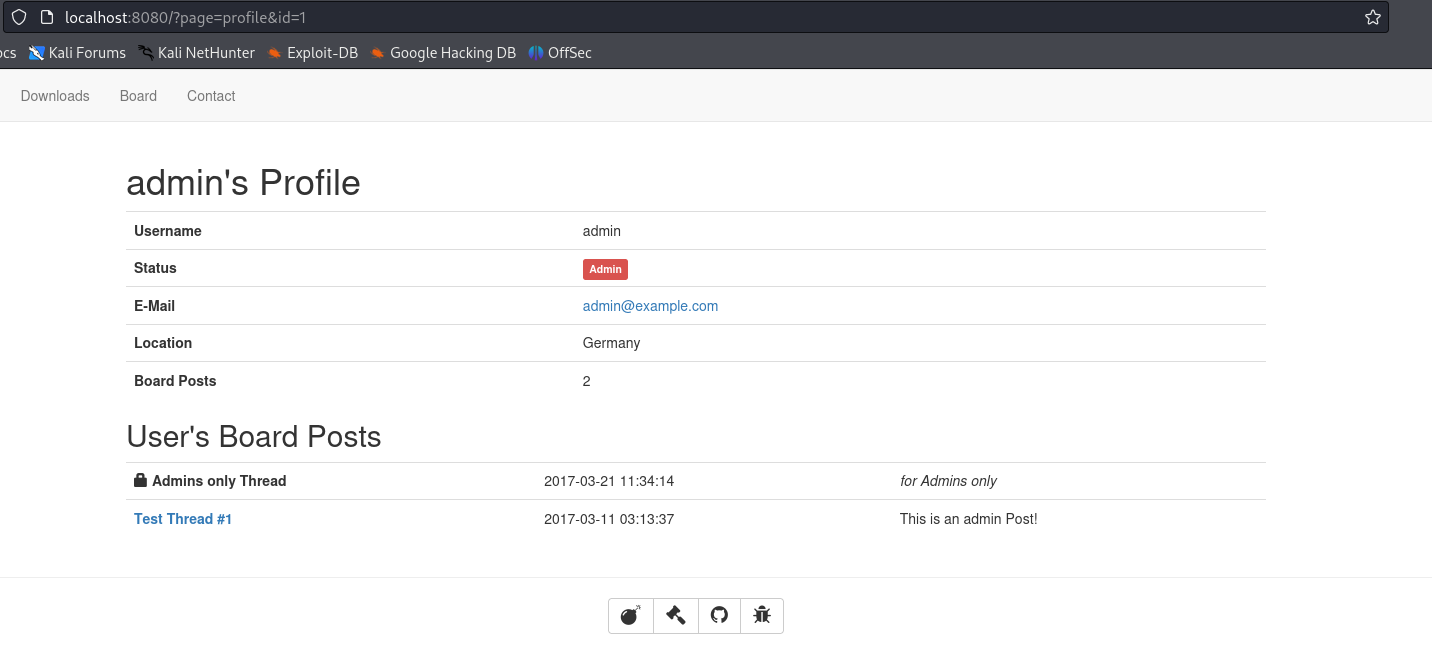 localhost:8080/?page=profile&id=1
ocs Kali Forums Kali NetHunter Exploit-DB Google Hacking DB OffSec
Downloads Board Contact
admin's Profile
Username admin
Status Admin
E-Mail admin@example.com
Location Germany
Board Posts 2
User's Board Posts
Admins only Thread 2017-03-21 11:34:14 for Admins only
Test Thread #1 2017-03-11 03:13:37 This is an admin Post!